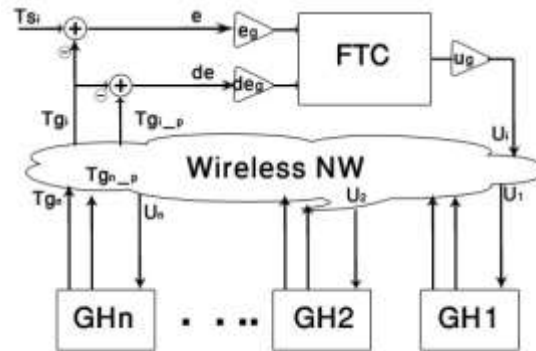 Tsi e eg FTC ug
de deg
Tgi Tgi_p Ui
Wireless NW
Tgn_p
Tgn Un U2 U1
GHn GH2 GH1